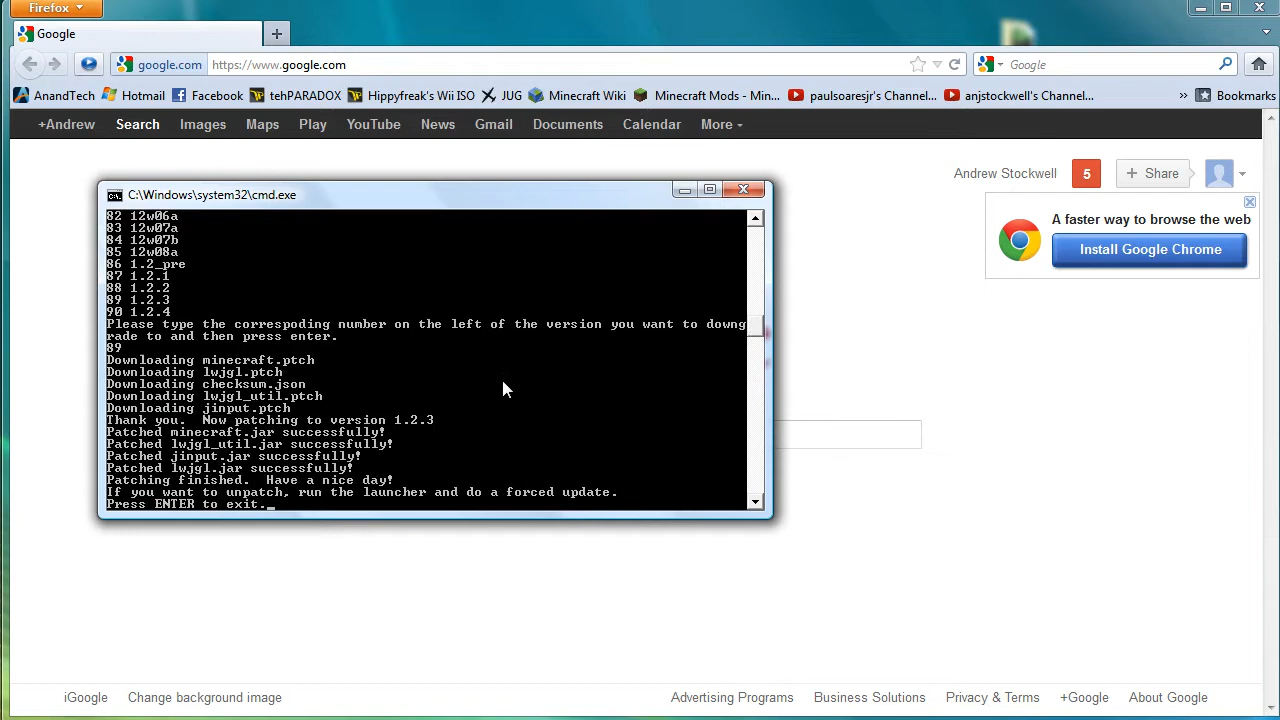 Firefox
Google
google.com https://www.google.com
Google
AnandTech Hotmail Facebook tehPARADOX Hippyfreak's Wii ISO JUG Minecraft Wiki Minecraft Mods - Min... paulsoaresjr's Channel... anjstockwell's Channel... » Bookmarks
+Andrew Search Images Maps Play YouTube News Gmail Documents Calendar More
Andrew Stockwell 5 + Share
A faster way to browse the web
Install Google Chrome
C:\Windows\system32\cmd.exe
82 12w06a
83 12w07a
84 12w07b
85 12w08a
86 1.2_pre
87 1.2.1
88 1.2.2
89 1.2.3
90 1.2.4
Please type the correspoding number on the left of the version you want to downg
rade to and then press enter.
89
Downloading minecraft.ptch
Downloading lwjgl.ptch
Downloading checksum.json
Downloading lwjgl_util.ptch
Downloading jinput.ptch
Thank you.  Now patching to version 1.2.3
Patched minecraft.jar successfully!
Patched lwjgl_util.jar successfully!
Patched jinput.jar successfully!
Patched lwjgl.jar successfully!
Patching finished.  Have a nice day!
If you want to unpatch, run the launcher and do a forced update.
Press ENTER to exit._
iGoogle Change background image Advertising Programs Business Solutions Privacy & Terms +Google About Google